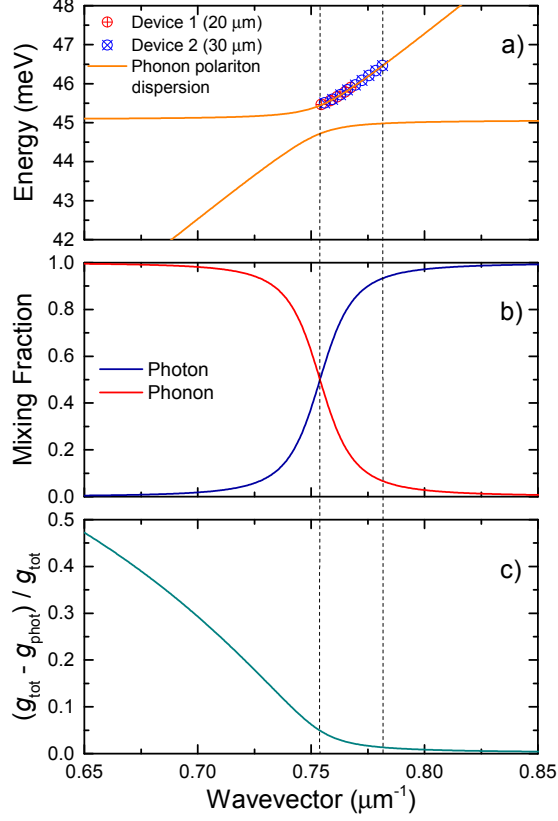 48
47
46
45
44
43
42
Energy (meV)
Device 1 (20 μm)
Device 2 (30 μm)
Phonon polariton
dispersion
a)
1.0
0.8
0.6
0.4
0.2
0.0
Mixing Fraction
Photon
Phonon
b)
0.5
0.4
0.3
0.2
0.1
0.0
(g_tot - g_phot) / g_tot
c)
0.65 0.70 0.75 0.80 0.85
Wavevector (μm⁻¹)